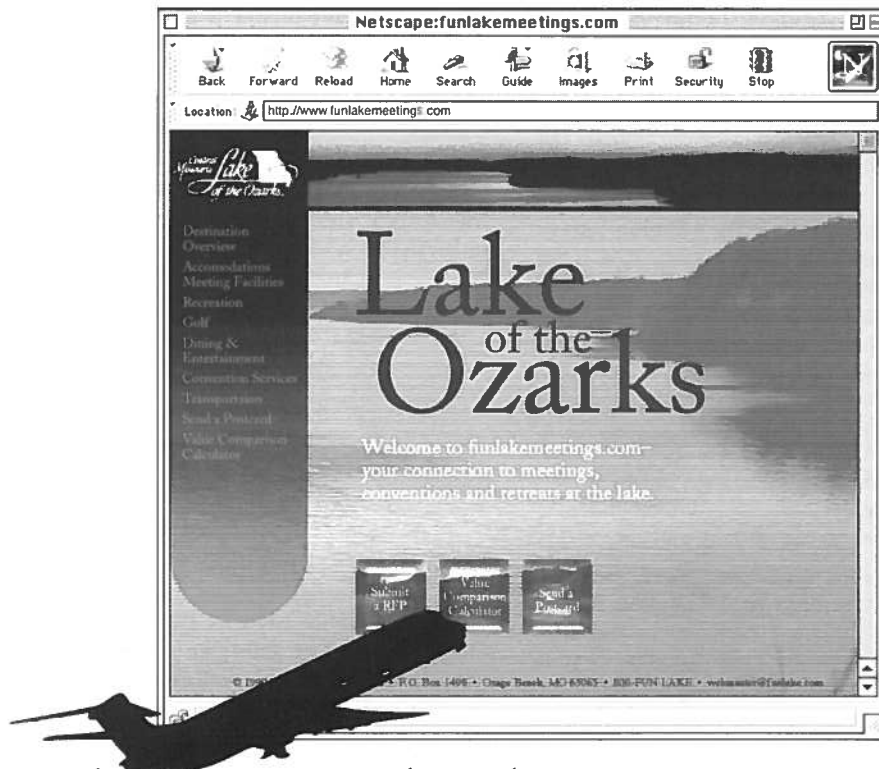 Netscape:funlakemeetings.com
Back Forward Reload Home Search Guide Images Print Security Stop
N
Location: http://www.funlakemeetings.com
Central
Missouri's Lake
of the Ozarks
Destination
Overview
Accomodations
Meeting Facilities
Recreation
Golf
Dining &
Entertainment
Convention Services
Transportation
Send a Postcard
Value Comparison
Calculator
Lake
of the
Ozarks
Welcome to funlakemeetings.com–
your connection to meetings,
conventions and retreats at the lake.
Submit
a RFP
Value
Comparison
Calculator
Send a
Postcard
• P.O. Box 1498 • Osage Beach, MO 65065 • 800-FUN LAKE • webmaster@funlake.com